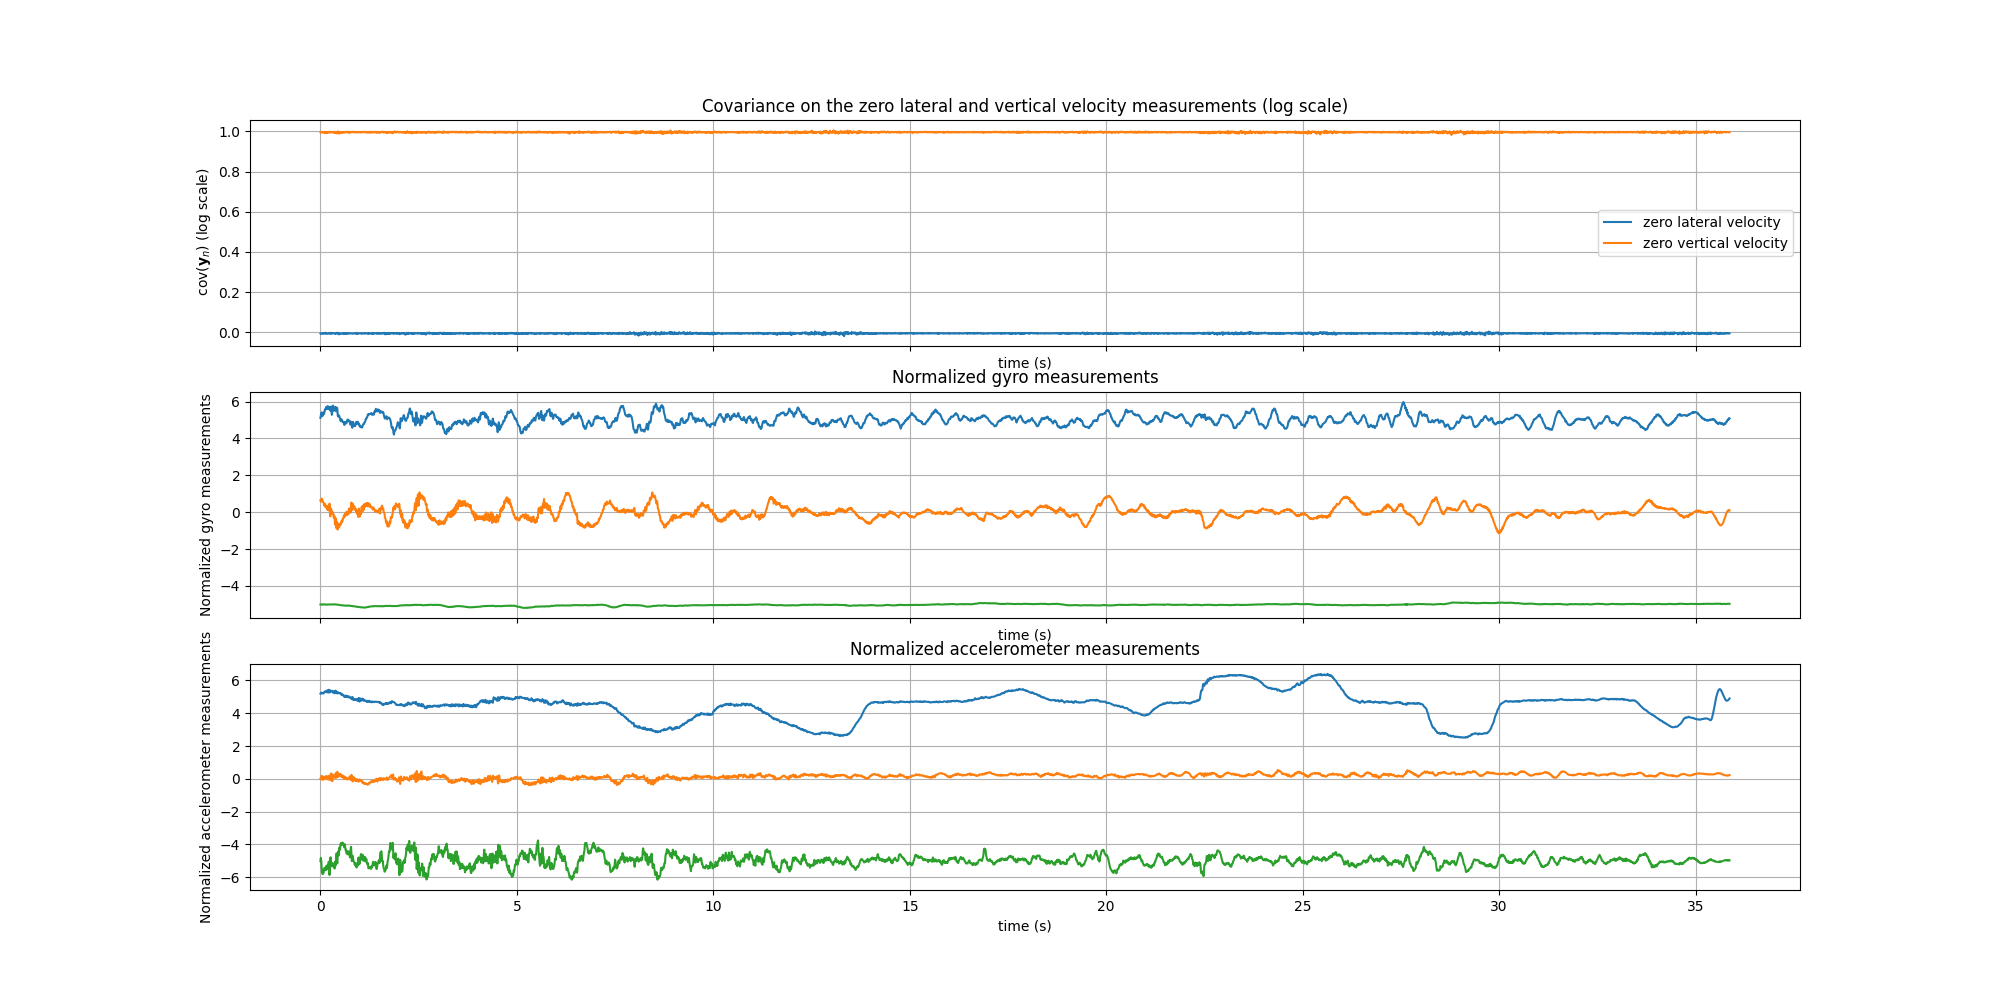 Covariance on the zero lateral and vertical velocity measurements (log scale)
cov(𝐲ₙ) (log scale)
1.0
0.8
0.6
0.4
0.2
0.0
zero lateral velocity
zero vertical velocity
time (s)
Normalized gyro measurements
Normalized gyro measurements
6
4
2
0
−2
−4
time (s)
Normalized accelerometer measurements
Normalized accelerometer measurements
6
4
2
0
−2
−4
−6
0 5 10 15 20 25 30 35
time (s)